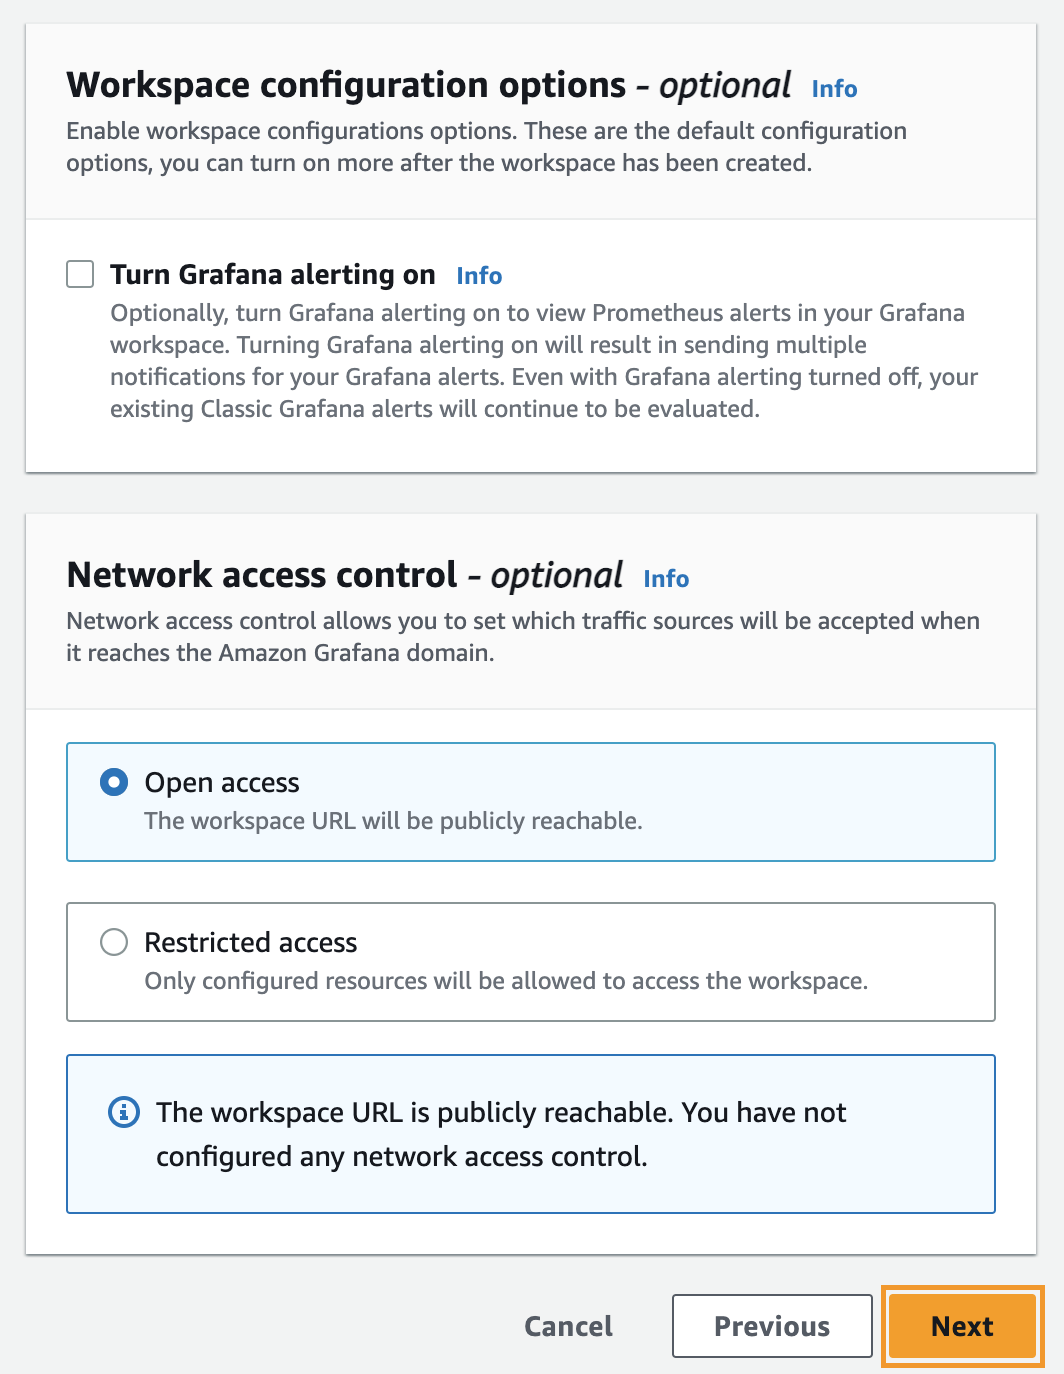 Workspace configuration options - optional Info
Enable workspace configurations options. These are the default configuration
options, you can turn on more after the workspace has been created.
Turn Grafana alerting on Info
Optionally, turn Grafana alerting on to view Prometheus alerts in your Grafana
workspace. Turning Grafana alerting on will result in sending multiple
notifications for your Grafana alerts. Even with Grafana alerting turned off, your
existing Classic Grafana alerts will continue to be evaluated.
Network access control - optional Info
Network access control allows you to set which traffic sources will be accepted when
it reaches the Amazon Grafana domain.
Open access
The workspace URL will be publicly reachable.
Restricted access
Only configured resources will be allowed to access the workspace.
The workspace URL is publicly reachable. You have not
configured any network access control.
Cancel Previous Next